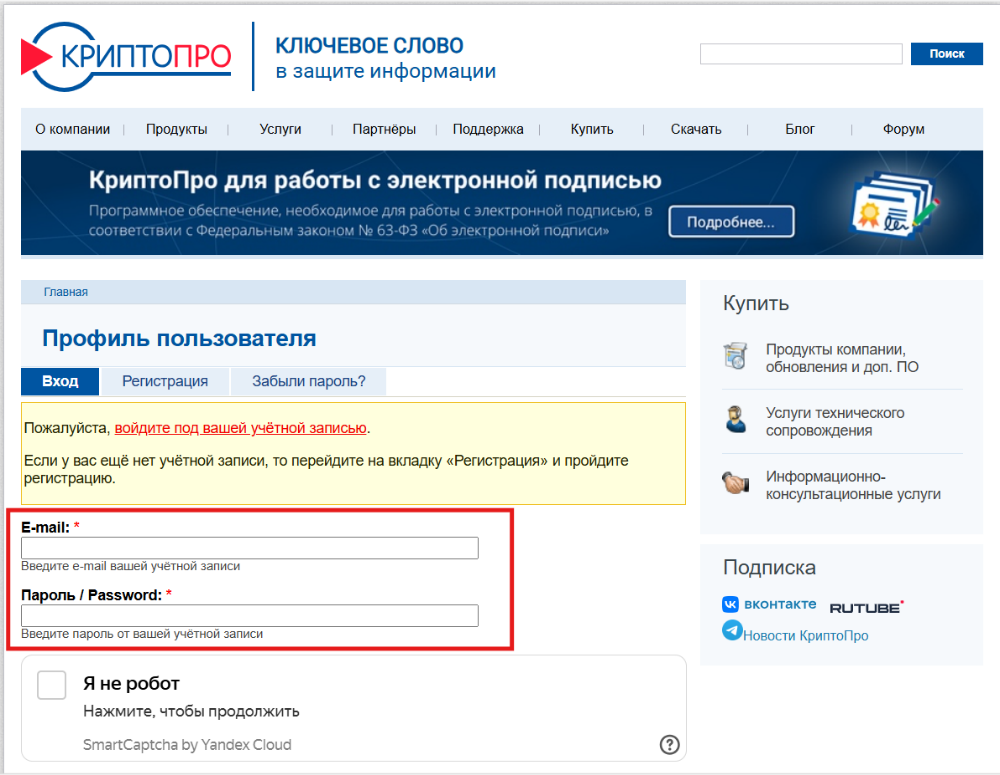 КРИПТОПРО
КЛЮЧЕВОЕ СЛОВО
в защите информации
Поиск
О компании
Продукты
Услуги
Партнёры
Поддержка
Купить
Скачать
Блог
Форум
КриптоПро для работы с электронной подписью
Программное обеспечение, необходимое для работы с электронной подписью, в
соответствии с Федеральным законом № 63-ФЗ «Об электронной подписи»
Подробнее...
Главная
Профиль пользователя
Вход
Регистрация
Забыли пароль?
Пожалуйста, войдите под вашей учётной записью.
Если у вас ещё нет учётной записи, то перейдите на вкладку «Регистрация» и пройдите
регистрацию.
E-mail: *
Введите e-mail вашей учётной записи
Пароль / Password: *
Введите пароль от вашей учётной записи
Я не робот
Нажмите, чтобы продолжить
SmartCaptcha by Yandex Cloud
?
Купить
Продукты компании,
обновления и доп. ПО
Услуги технического
сопровождения
Информационно-
консультационные услуги
Подписка
вконтакте
RUTUBE
Новости КриптоПро